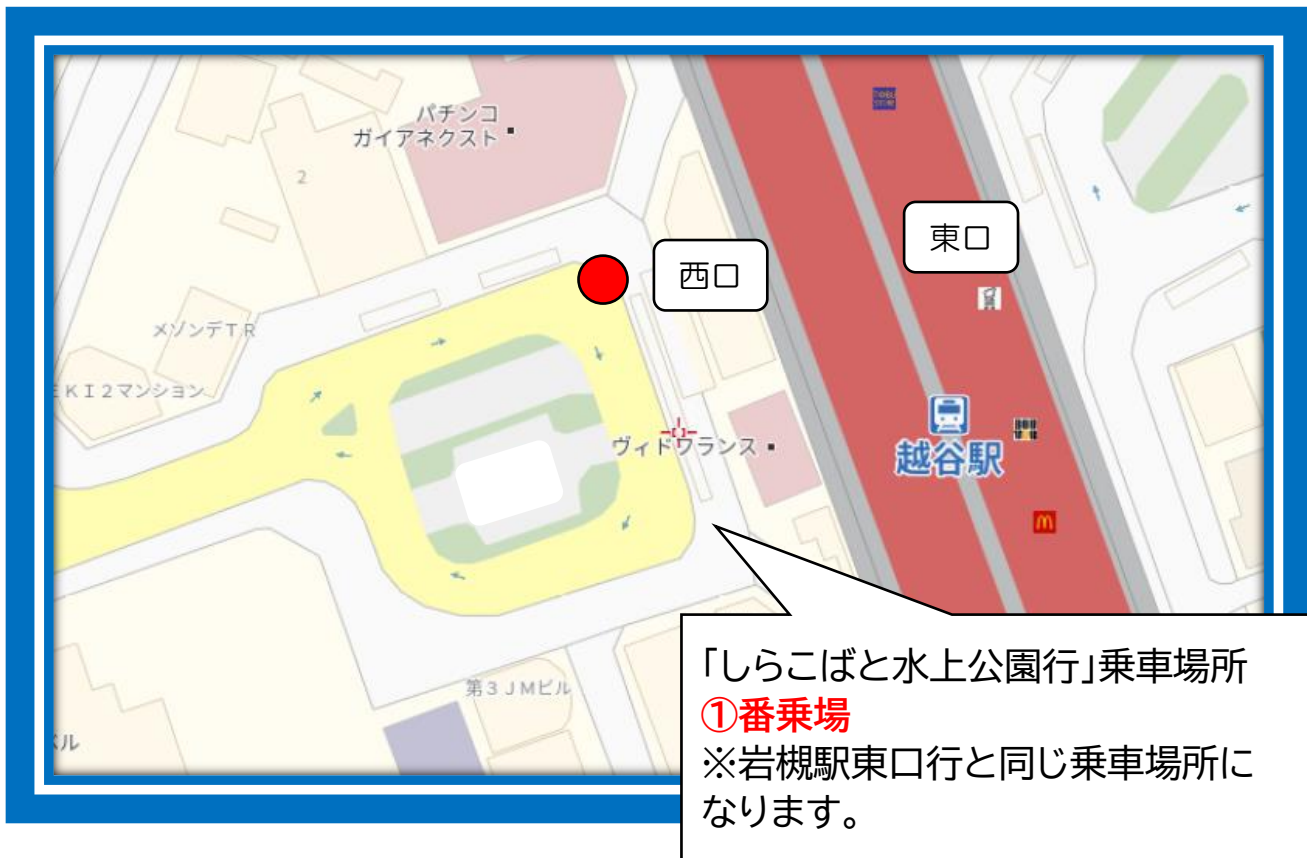 パチンコ
ガイアネクスト
2
東口
西口
メゾンデTR
EKI2マンション
ヴィドフランス
越谷駅
第3JMビル
「しらこばと水上公園行」乗車場所
①番乗場
※岩槻駅東口行と同じ乗車場所に
なります。